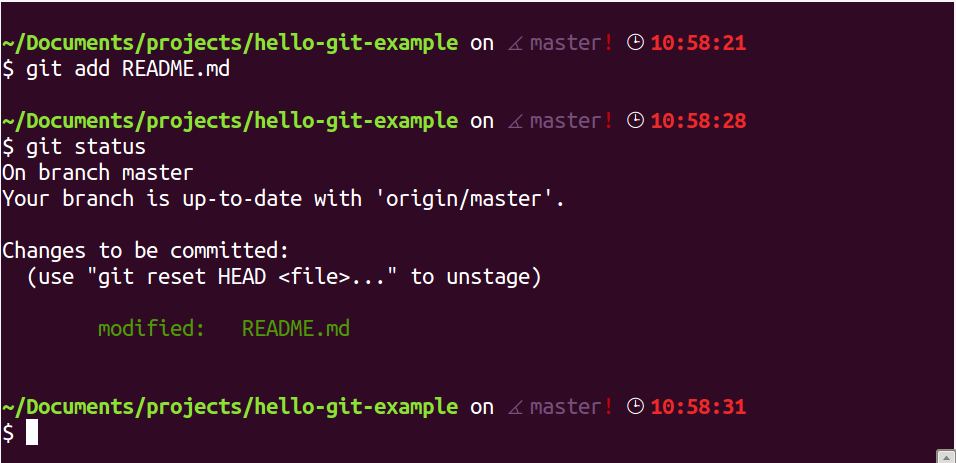 ~/Documents/projects/hello-git-example on ⦨ master! 🕒 10:58:21
$ git add README.md
~/Documents/projects/hello-git-example on ⦨ master! 🕒 10:58:28
$ git status
On branch master
Your branch is up-to-date with 'origin/master'.
Changes to be committed:
  (use "git reset HEAD <file>..." to unstage)
        modified:   README.md
~/Documents/projects/hello-git-example on ⦨ master! 🕒 10:58:31
$